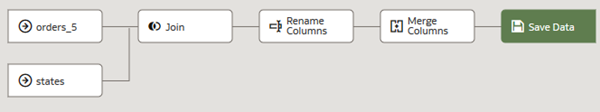 orders_5
Join
Rename
Columns
Merge
Columns
Save Data
states